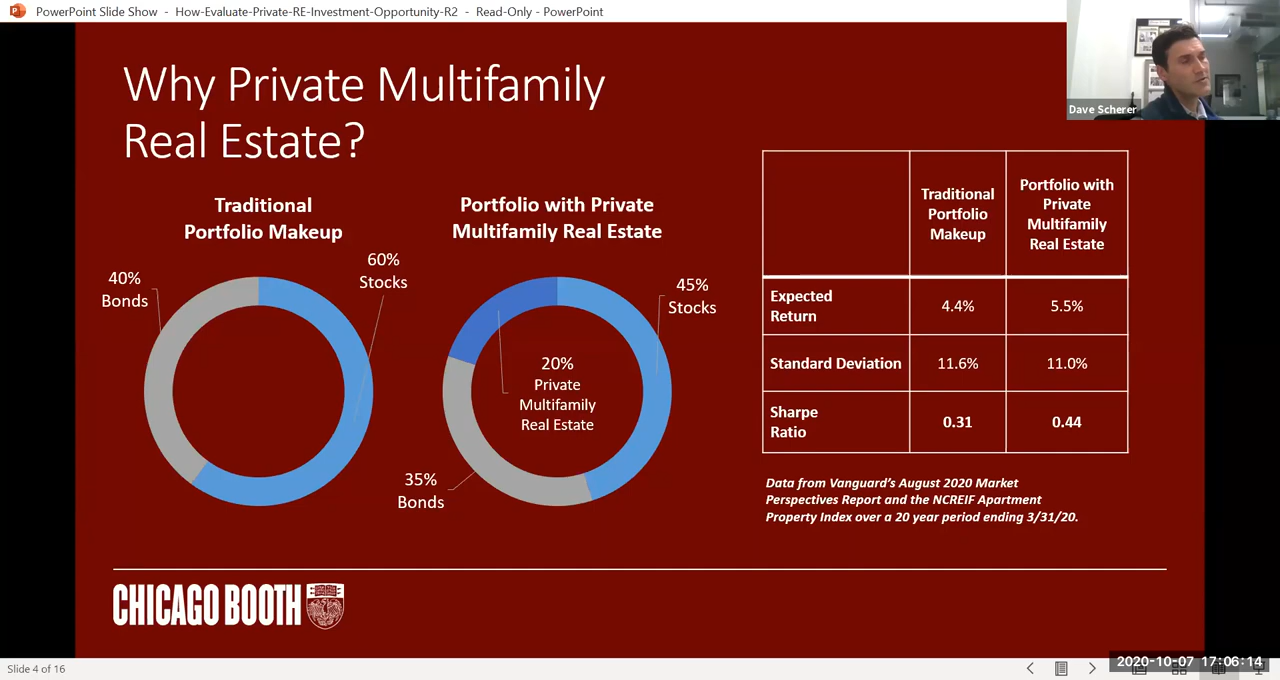 PowerPoint Slide Show - How-Evaluate-Private-RE-Investment-Opportunity-R2 - Read-Only - PowerPoint
Dave Scherer
Why Private Multifamily
Real Estate?
Traditional
Portfolio Makeup
40%
Bonds
60%
Stocks
Portfolio with Private
Multifamily Real Estate
45%
Stocks
20%
Private
Multifamily
Real Estate
35%
Bonds
Traditional
Portfolio
Makeup
Portfolio with
Private
Multifamily
Real Estate
Expected
Return
4.4%
5.5%
Standard Deviation
11.6%
11.0%
Sharpe
Ratio
0.31
0.44
Data from Vanguard's August 2020 Market
Perspectives Report and the NCREIF Apartment
Property Index over a 20 year period ending 3/31/20.
CHICAGO BOOTH
Slide 4 of 16
2020-10-07 17:06:14